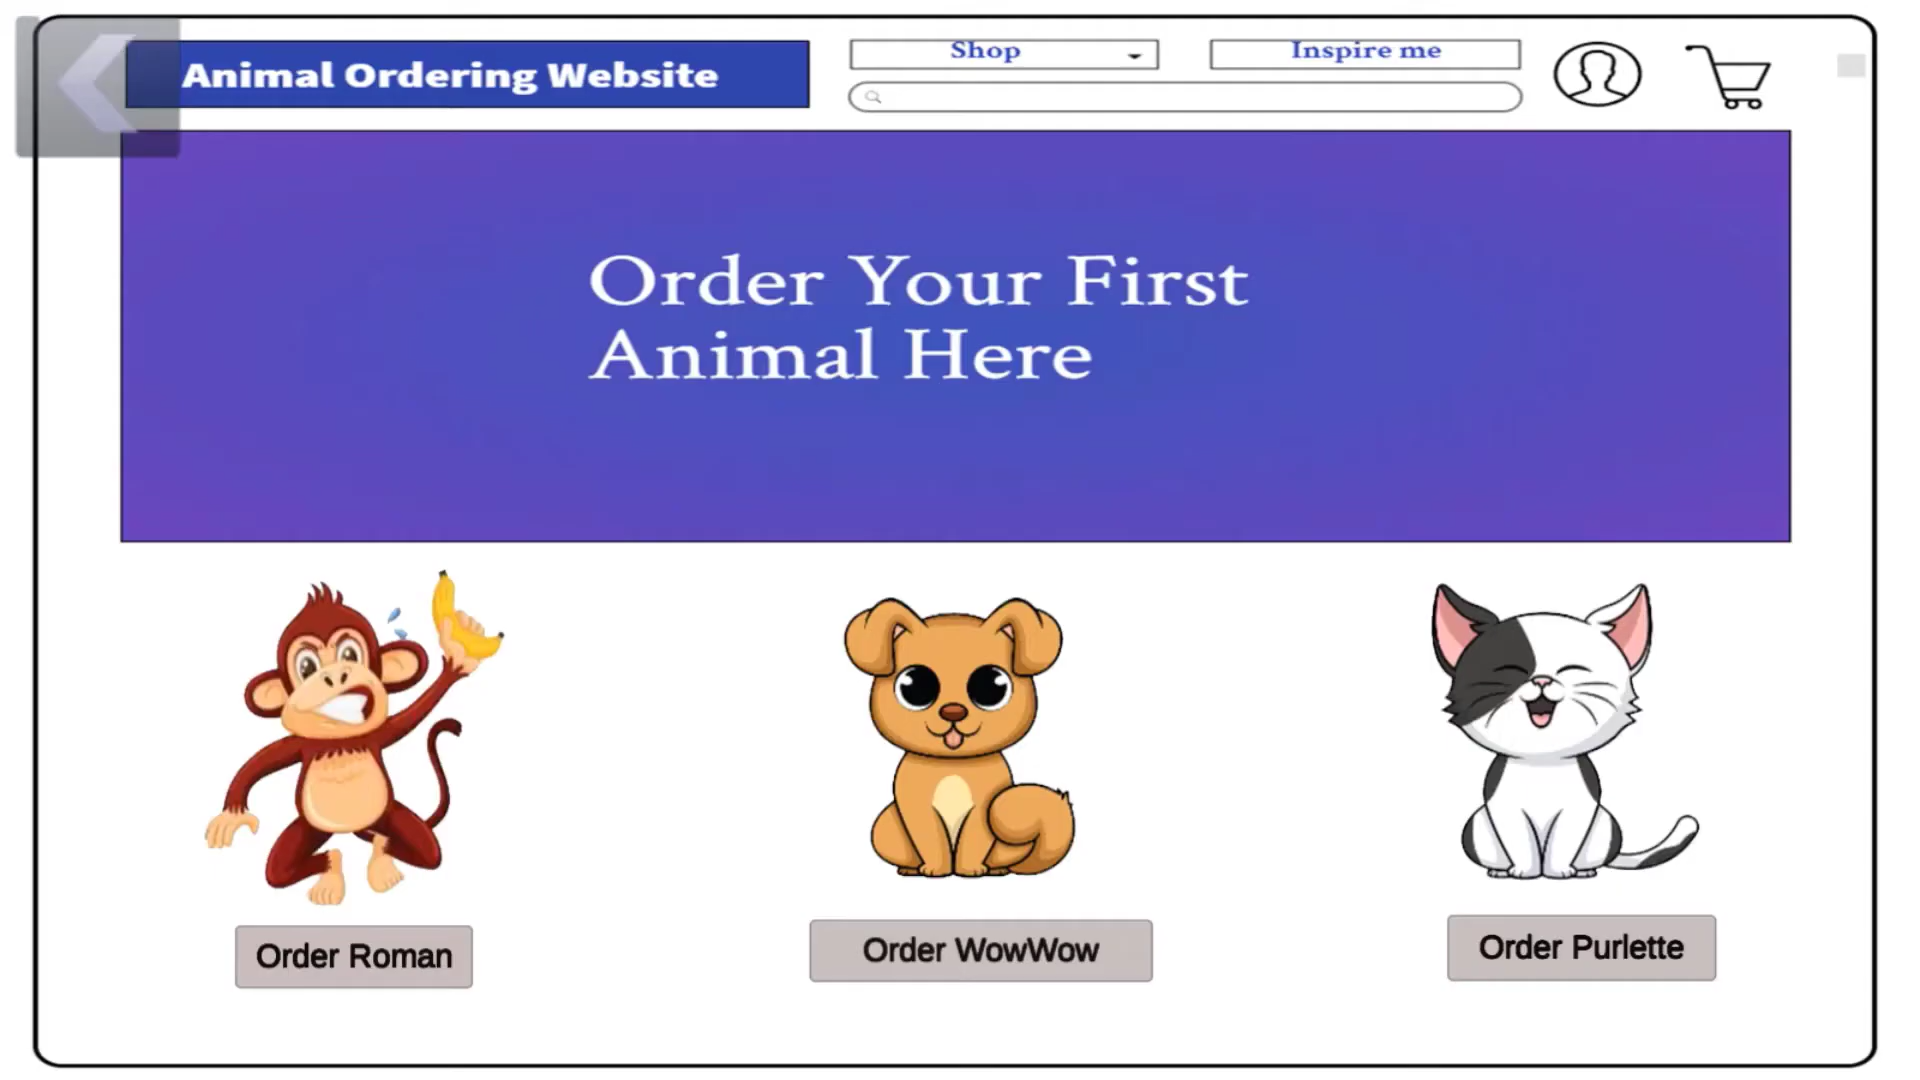 Animal Ordering Website
Shop
Inspire me
Order Your First
Animal Here
Order Roman
Order WowWow
Order Purlette